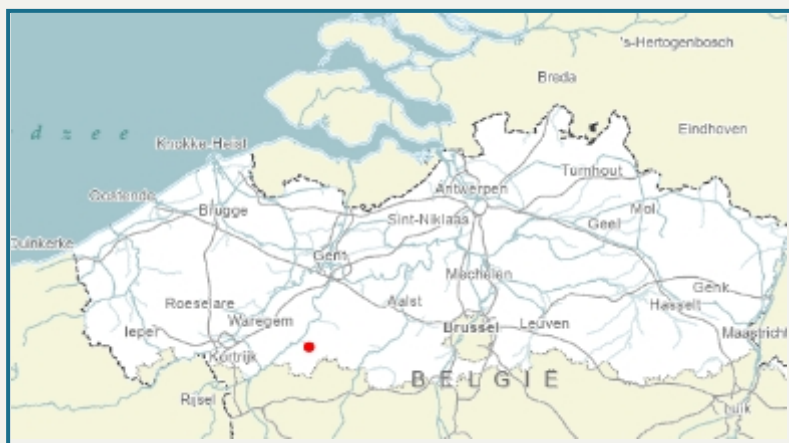 's-Hertogenbosch
Breda
d z e e
Eindhoven
Knokke-Heist
Turnhout
Oostende
Antwerpen
Brugge
Sint-Niklaas
Mol
Geel
Duinkerke
Gent
Mechelen
Genk
Roeselare
Aalst
Hasselt
Ieper
Waregem
Brussel
Leuven
Maastricht
Kortrijk
BELGIË
Rijsel
Luik